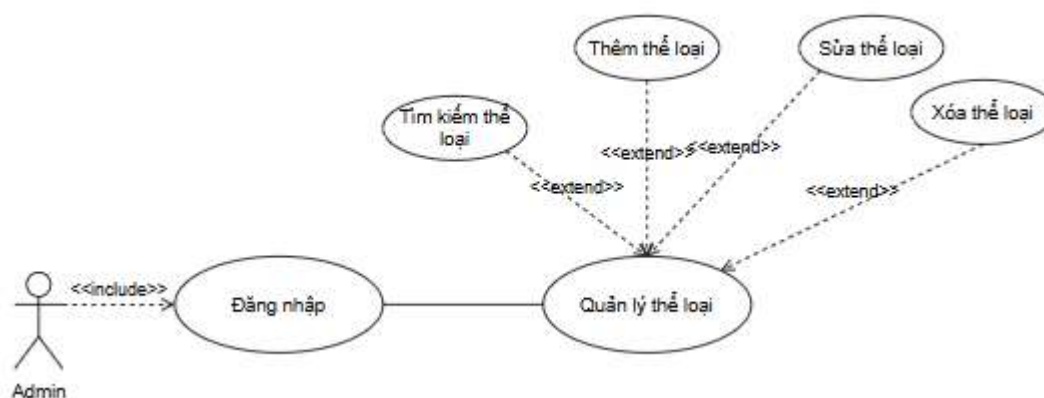 Thêm thể loại
Sửa thể loại
Tìm kiếm thể
loại
Xóa thể loại
<<extend>>
<<extend>>
<<extend>>
<<extend>>
<<include>>
Đăng nhập
Quản lý thể loại
Admin